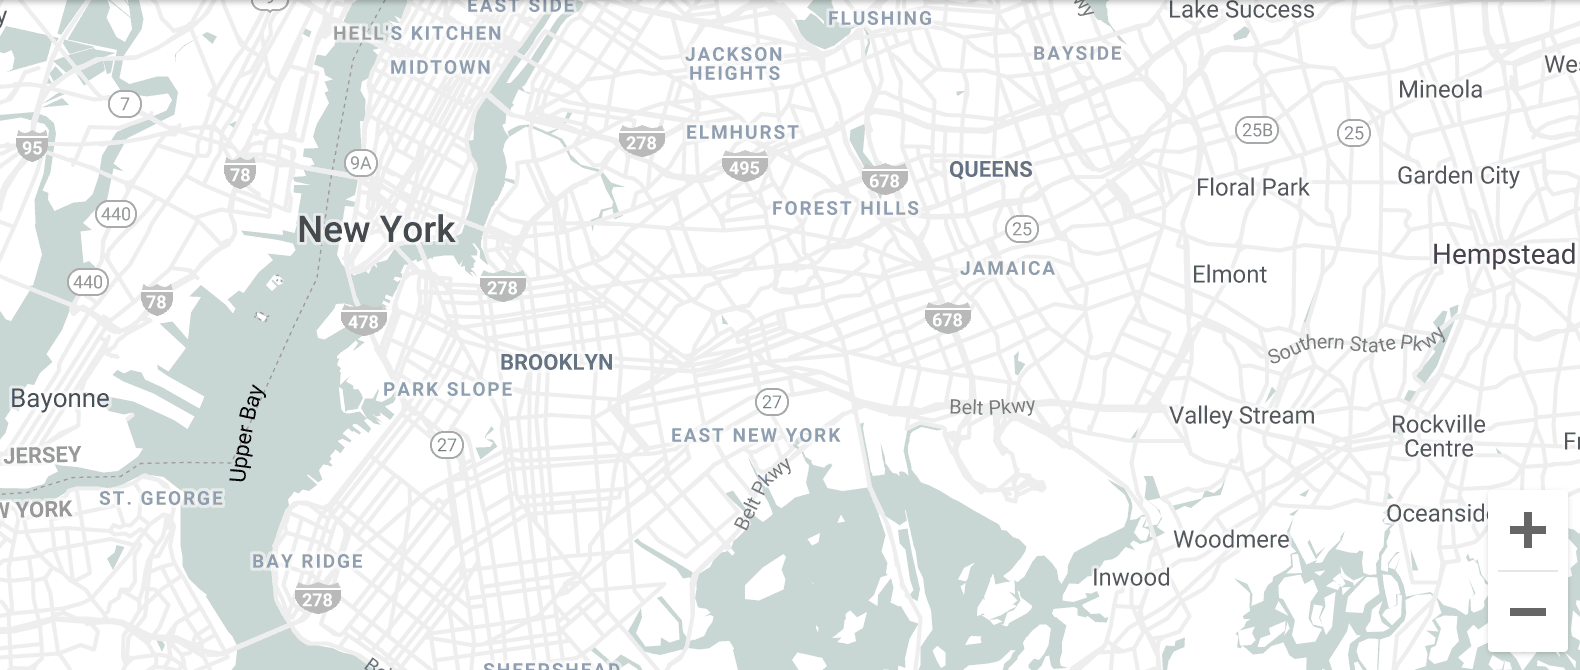 EAST SIDE
FLUSHING
Lake Success
HELL'S KITCHEN
MIDTOWN
JACKSON
HEIGHTS
BAYSIDE
Mineola
7
95
78
9A
278
ELMHURST
495
678
QUEENS
25B
25
Garden City
Floral Park
440
New York
FOREST HILLS
25
JAMAICA
Hempstead
Elmont
440
78
278
478
678
Southern State Pkwy
BROOKLYN
PARK SLOPE
Bayonne
Upper Bay
27
Belt Pkwy
Valley Stream
Rockville
Centre
EAST NEW YORK
27
JERSEY
W YORK
ST. GEORGE
Belt Pkwy
Oceanside
Woodmere
Inwood
BAY RIDGE
278
SHEEPSHEAD